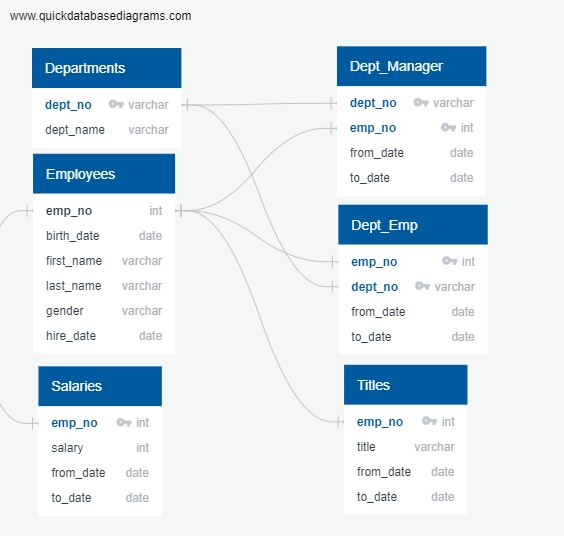 www.quickdatabasediagrams.com
Departments
dept_no varchar
dept_name varchar
Employees
emp_no int
birth_date date
first_name varchar
last_name varchar
gender varchar
hire_date date
Salaries
emp_no int
salary int
from_date date
to_date date
Dept_Manager
dept_no varchar
emp_no int
from_date date
to_date date
Dept_Emp
emp_no int
dept_no varchar
from_date date
to_date date
Titles
emp_no int
title varchar
from_date date
to_date date